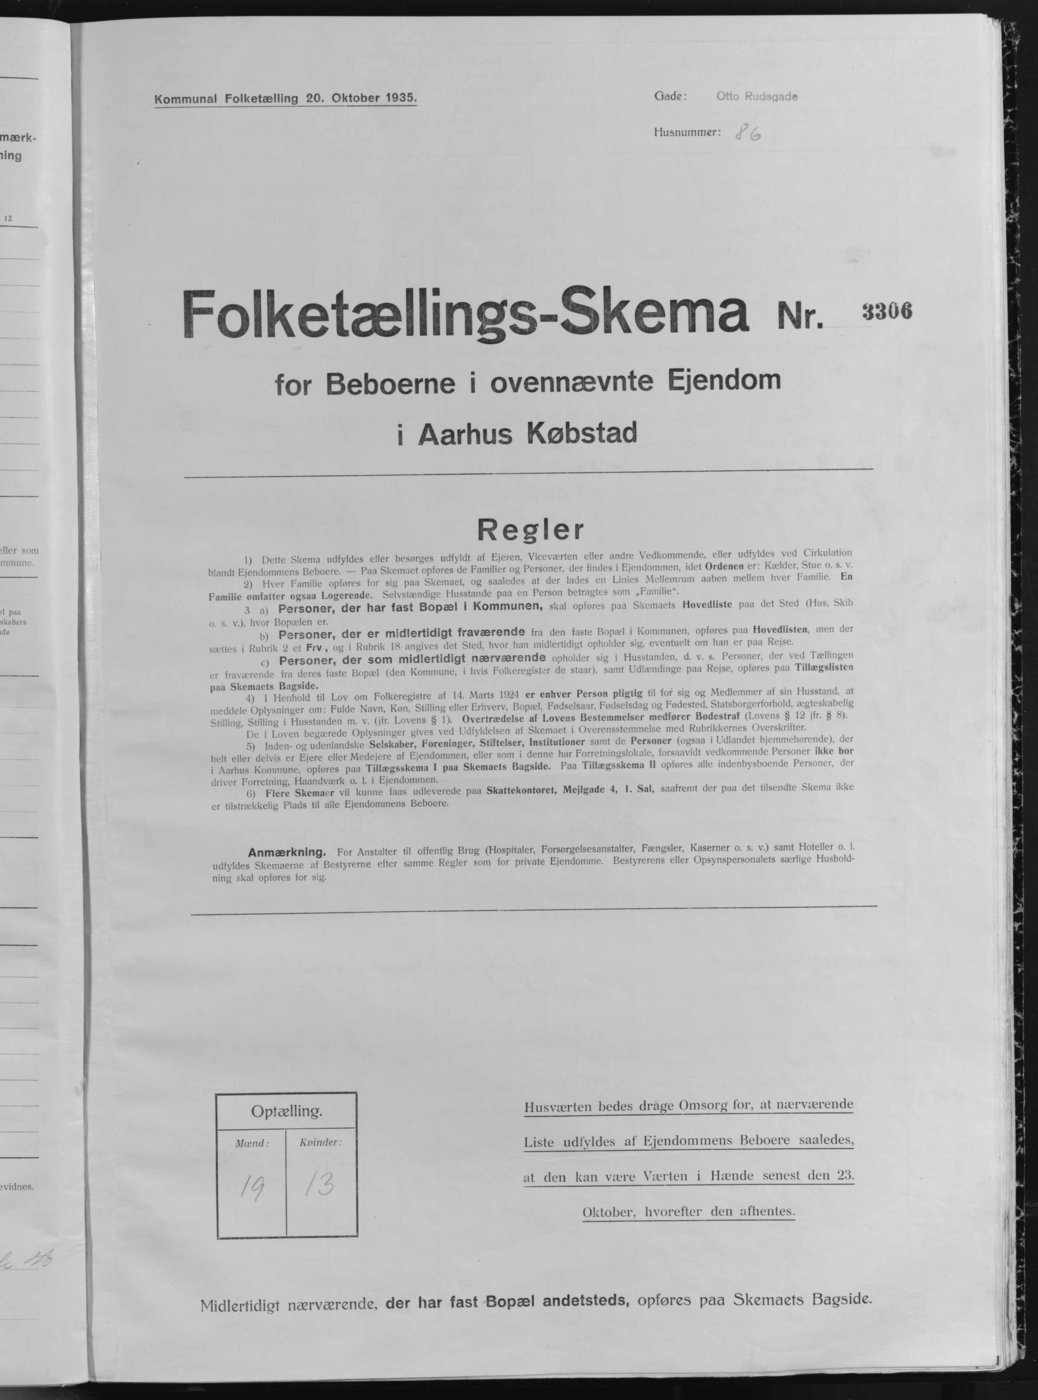 Kommunal Folketælling 20. Oktober 1935.
Gade: Otto Rudsgade
Husnummer: 86
Folketællings-Skema Nr. 3306
for Beboerne i ovennævnte Ejendom
i Aarhus Købstad
Regler
1) Dette Skema udfyldes eller besørges udfyldt af Ejeren, Viceværten eller andre Vedkommende, eller udfyldes ved Cirkulation
blandt Ejendommens Beboere. — Paa Skemaet opføres de Familier og Personer, der findes i Ejendommen, idet Ordenen er: Kælder, Stue o. s. v.
2) Hver Familie opføres for sig paa Skemaet, og saaledes at der lades en Linies Mellemrum aaben mellem hver Familie. En
Familie omfatter ogsaa Logerende. Selvstændige Husstande paa en Person betragtes som „Familie“.
3 a) Personer, der har fast Bopæl i Kommunen, skal opføres paa Skemaets Hovedliste paa det Sted (Hus, Skib
o. s. v.), hvor Bopælen er.
b) Personer, der er midlertidigt fraværende fra den faste Bopæl i Kommunen, opføres paa Hovedlisten, men der
sættes i Rubrik 2 et Frv, og i Rubrik 18 angives det Sted, hvor han midlertidigt opholder sig, eventuelt om han er paa Rejse.
c) Personer, der som midlertidigt nærværende opholder sig i Husstanden, d. v. s. Personer, der ved Tællingen
er fraværende fra deres faste Bopæl (den Kommune, i hvis Folkeregister de staar), samt Udlændinge paa Rejse, opføres paa Tillægslisten
paa Skemaets Bagside.
4) I Henhold til Lov om Folkeregistre af 14. Marts 1924 er enhver Person pligtig til for sig og Medlemmer af sin Husstand, at
meddele Oplysninger om: Fulde Navn, Køn, Stilling eller Erhverv, Bopæl, Fødselsaar, Fødselsdag og Fødested, Statsborgerforhold, ægteskabelig
Stilling, Stilling i Husstanden m. v. (jfr. Lovens § 1). Overtrædelse af Lovens Bestemmelser medfører Bødestraf (Lovens § 12 jfr. § 8).
De i Loven begærede Oplysninger gives ved Udfyldelsen af Skemaet i Overensstemmelse med Rubrikkernes Overskrifter.
5) Inden- og udenlandske Selskaber, Foreninger, Stiftelser, Institutioner samt de Personer (ogsaa i Udlandet hjemmehørende), der
helt eller delvis er Ejere eller Medejere af Ejendommen, eller som i denne har Forretningslokale, forsaavidt vedkommende Personer ikke bor
i Aarhus Kommune, opføres paa Tillægsskema I paa Skemaets Bagside. Paa Tillægsskema II opføres alle indenbysboende Personer, der
driver Forretning, Haandværk o. l. i Ejendommen.
6) Flere Skemaer vil kunne faas udleverede paa Skattekontoret, Mejlgade 4, 1. Sal, saafremt der paa det tilsendte Skema ikke
er tilstrækkelig Plads til alle Ejendommens Beboere.
Anmærkning. For Anstalter til offentlig Brug (Hospitaler, Forsørgelsesanstalter, Fængsler, Kaserner o. s. v.) samt Hoteller o. l.
udfyldes Skemaerne af Bestyrerne efter samme Regler som for private Ejendomme. Bestyrerens eller Opsynspersonalets særlige Hushold-
ning skal opføres for sig.
Optælling.
Mænd: Kvinder:
19 13
Husværten bedes drage Omsorg for, at nærværende
Liste udfyldes af Ejendommens Beboere saaledes,
at den kan være Værten i Hænde senest den 23.
Oktober, hvorefter den afhentes.
Midlertidigt nærværende, der har fast Bopæl andetsteds, opføres paa Skemaets Bagside.